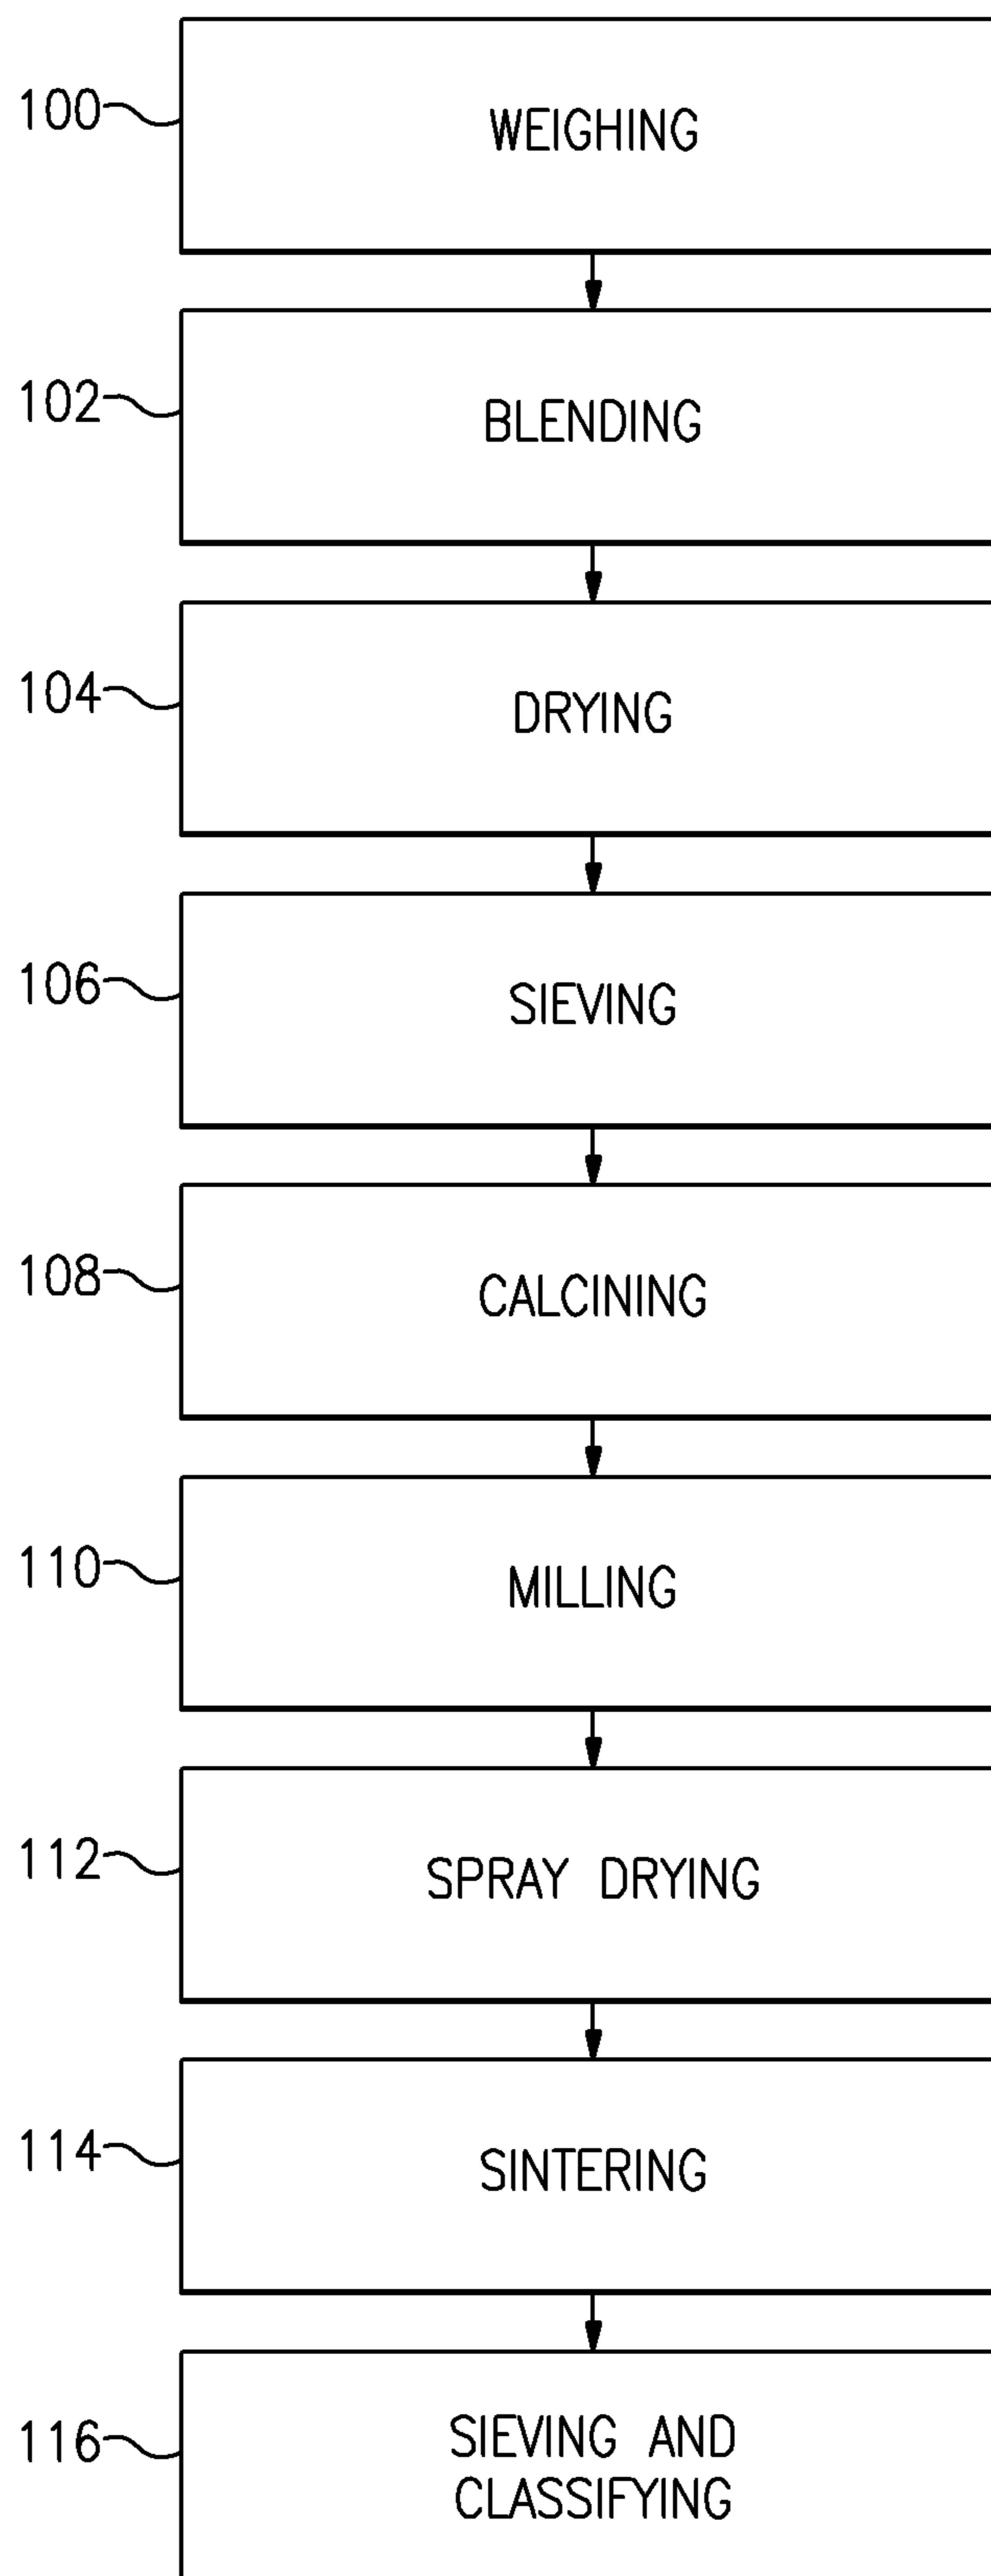 100
WEIGHING
102
BLENDING
104
DRYING
106
SIEVING
108
CALCINING
110
MILLING
112
SPRAY DRYING
114
SINTERING
116
SIEVING AND
CLASSIFYING